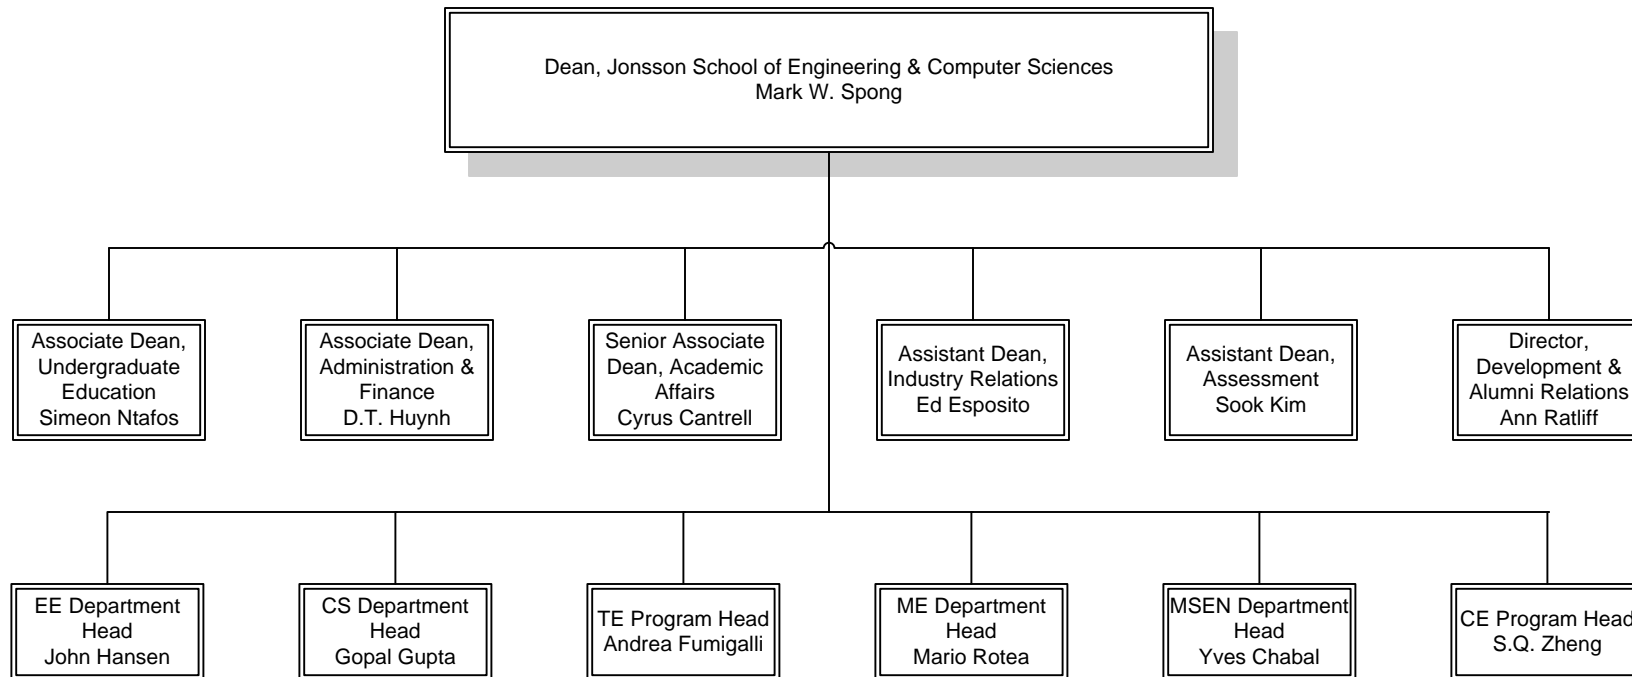 Dean, Jonsson School of Engineering & Computer Sciences
Mark W. Spong
Associate Dean,
Undergraduate
Education
Simeon Ntafos
Associate Dean,
Administration &
Finance
D.T. Huynh
Senior Associate
Dean, Academic
Affairs
Cyrus Cantrell
Assistant Dean,
Industry Relations
Ed Esposito
Assistant Dean,
Assessment
Sook Kim
Director,
Development &
Alumni Relations
Ann Ratliff
EE Department
Head
John Hansen
CS Department
Head
Gopal Gupta
TE Program Head
Andrea Fumigalli
ME Department
Head
Mario Rotea
MSEN Department
Head
Yves Chabal
CE Program Head
S.Q. Zheng